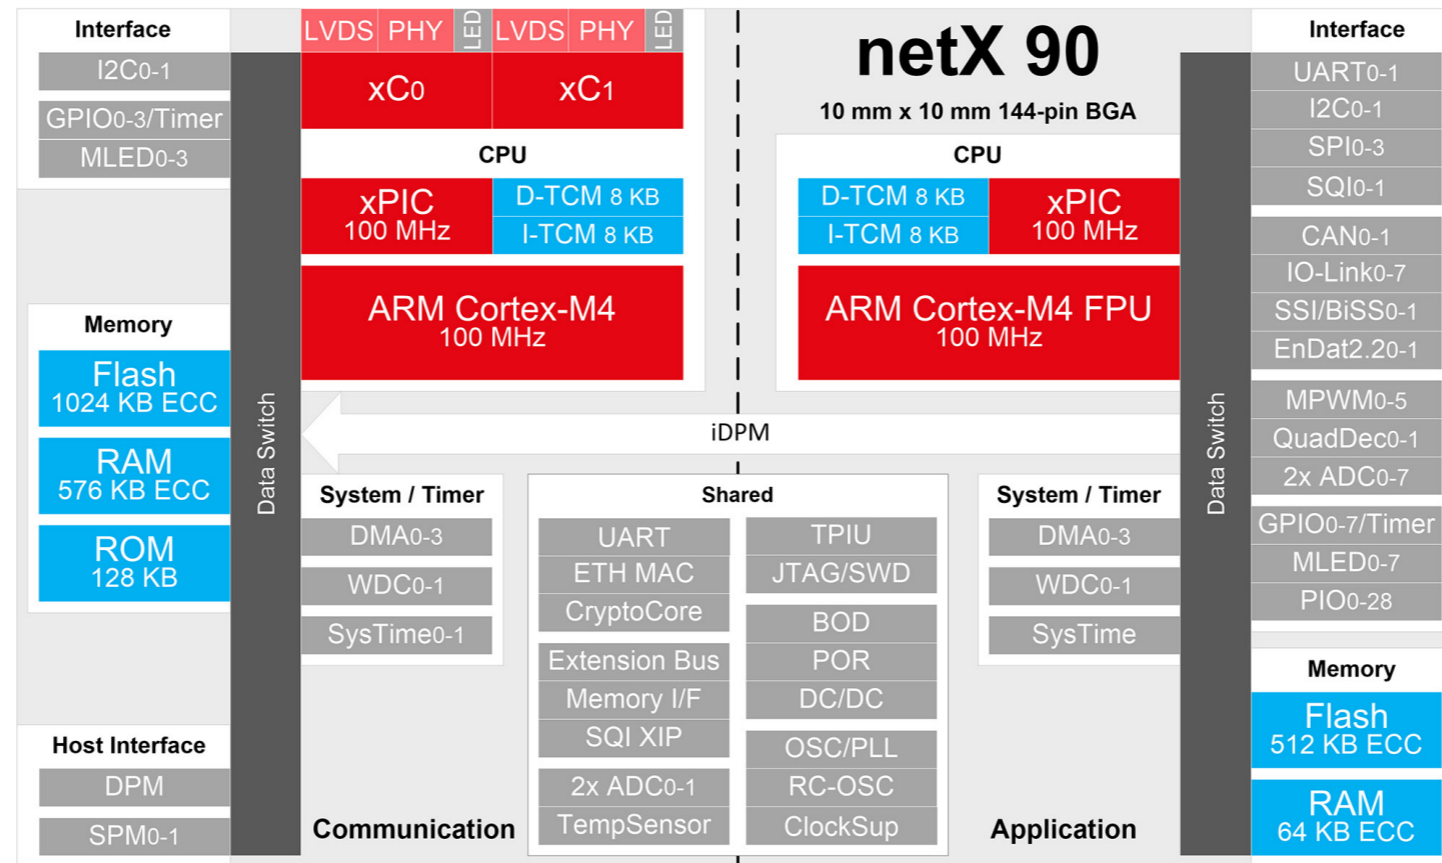 Interface
I2C0-1
GPIO0-3/Timer
MLED0-3
Memory
Flash
1024 KB ECC
RAM
576 KB ECC
ROM
128 KB
Host Interface
DPM
SPM0-1
Data Switch
LVDS PHY LED LVDS PHY LED
xC0 xC1
CPU
xPIC
100 MHz
D-TCM 8 KB
I-TCM 8 KB
ARM Cortex-M4
100 MHz
netX 90
10 mm x 10 mm 144-pin BGA
CPU
D-TCM 8 KB
I-TCM 8 KB
xPIC
100 MHz
ARM Cortex-M4 FPU
100 MHz
iDPM
System / Timer
DMA0-3
WDC0-1
SysTime0-1
Communication
Shared
UART
ETH MAC
CryptoCore
Extension Bus
Memory I/F
SQI XIP
2x ADC0-1
TempSensor
TPIU
JTAG/SWD
BOD
POR
DC/DC
OSC/PLL
RC-OSC
ClockSup
System / Timer
DMA0-3
WDC0-1
SysTime
Application
Data Switch
Interface
UART0-1
I2C0-1
SPI0-3
SQI0-1
CAN0-1
IO-Link0-7
SSI/BiSS0-1
EnDat2.20-1
MPWM0-5
QuadDec0-1
2x ADC0-7
GPIO0-7/Timer
MLED0-7
PIO0-28
Memory
Flash
512 KB ECC
RAM
64 KB ECC